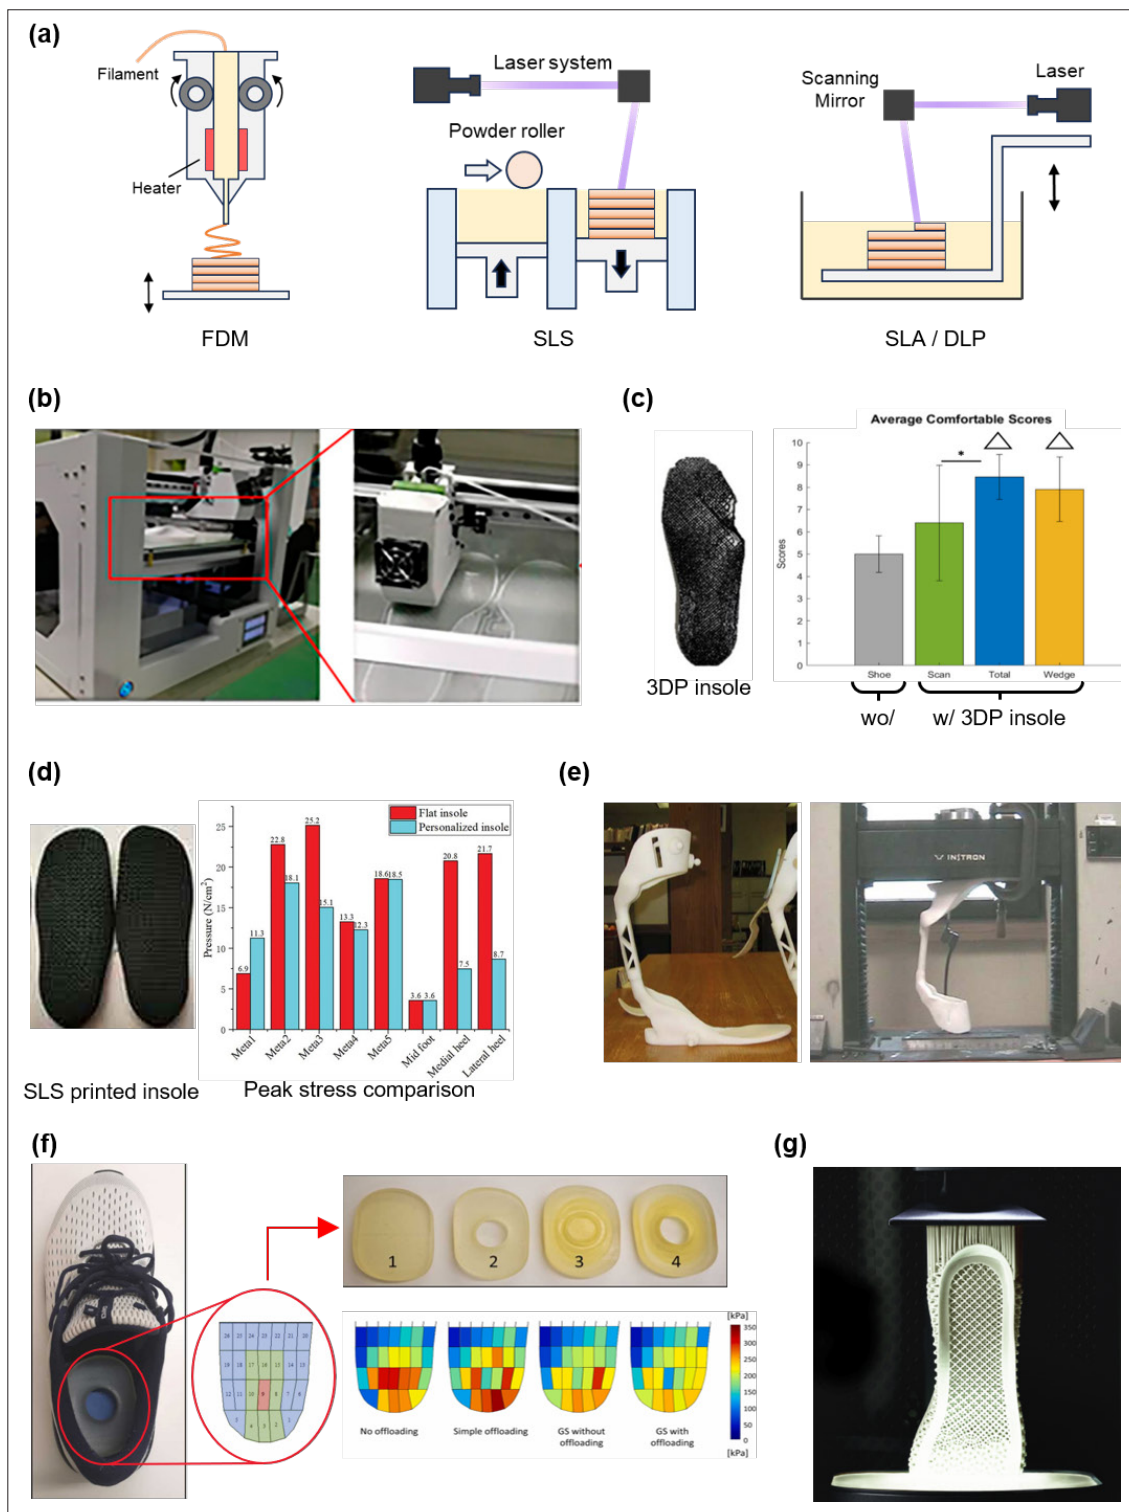 (a)
Filament
Heater
FDM
Laser system
Powder roller
SLS
Scanning
Mirror
Laser
SLA / DLP
(b)
(c)
3DP insole
Average Comfortable Scores
Scores
10
9
8
7
6
5
4
3
2
1
0
*
Shoe Scan Total Wedge
wo/ w/ 3DP insole
(d)
SLS printed insole
Flat insole
Personalized insole
Pressure (N/cm²)
25
20
15
10
5
0
6.9 11.3 22.8 18.1 25.2 15.1 13.3 12.3 18.6 18.5 3.6 3.6 20.8 7.5 21.7 8.7
Meta1 Meta2 Meta3 Meta4 Meta5 Mid foot Medial heel Lateral heel
Peak stress comparison
(e)
INSTRON
(f)
1 2 3 4
[kPa]
350
300
250
200
150
100
50
0
[kPa]
No offloading
Simple offloading
GS without
offloading
GS with
offloading
(g)